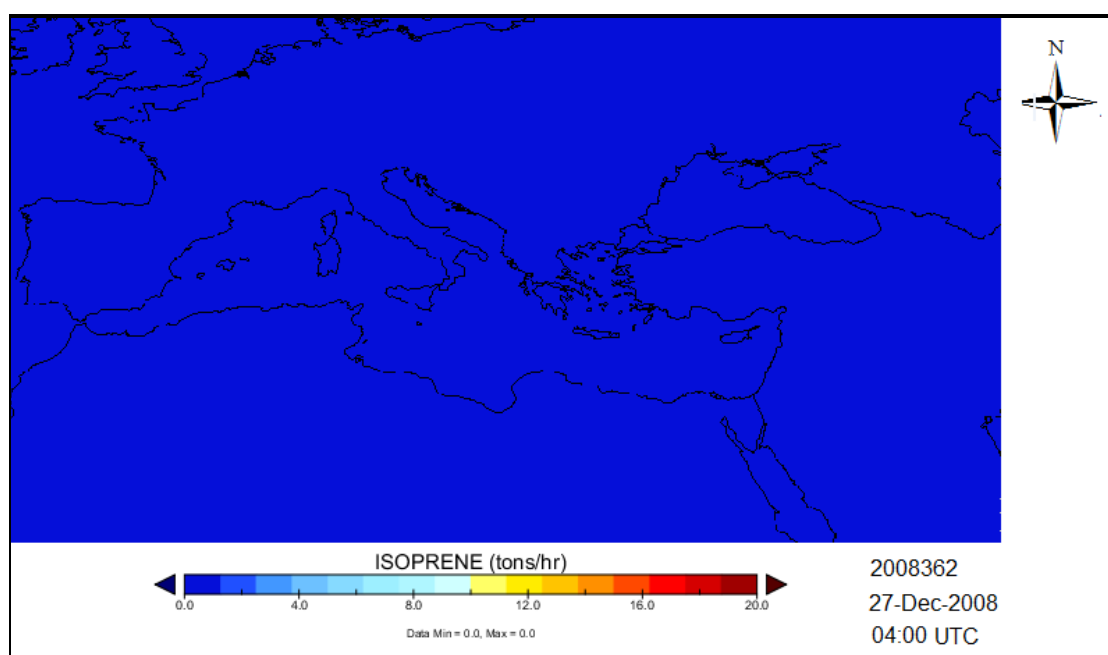 N
ISOPRENE (tons/hr)
0.0 4.0 8.0 12.0 16.0 20.0
Data Min = 0.0, Max = 0.0
2008362
27-Dec-2008
04:00 UTC